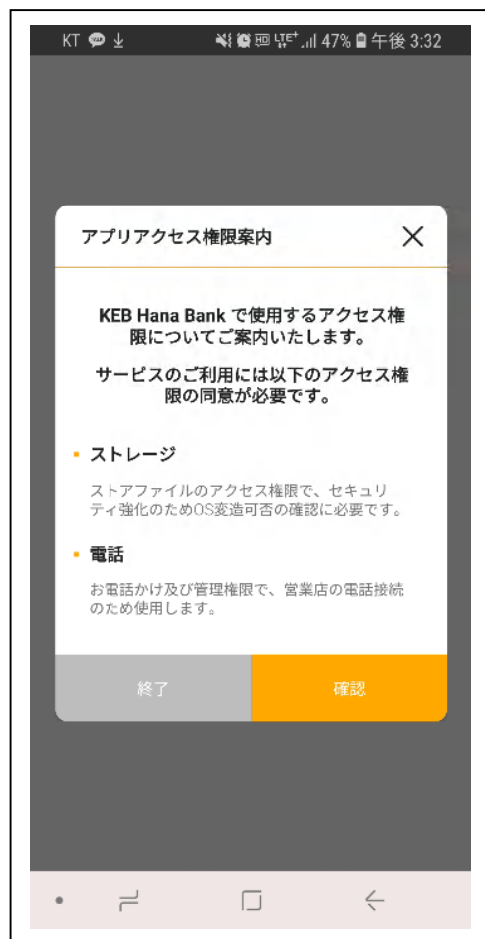 KT 47% 午後 3:32
アプリアクセス権限案内
KEB Hana Bank で使用するアクセス権
限についてご案内いたします。
サービスのご利用には以下のアクセス権
限の同意が必要です。
ストレージ
ストアファイルのアクセス権限で、セキュリ
ティ強化のためOS変造可否の確認に必要です。
電話
お電話かけ及び管理権限で、営業店の電話接続
のため使用します。
終了 確認